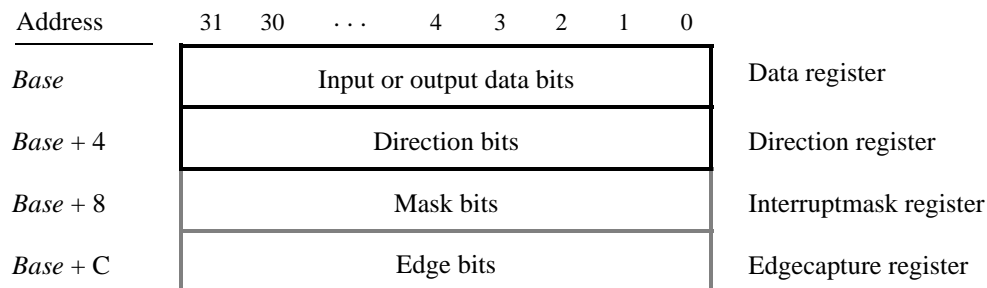 Address 31 30 · · · 4 3 2 1 0
Base Input or output data bits Data register
Base + 4 Direction bits Direction register
Base + 8 Mask bits Interruptmask register
Base + C Edge bits Edgecapture register